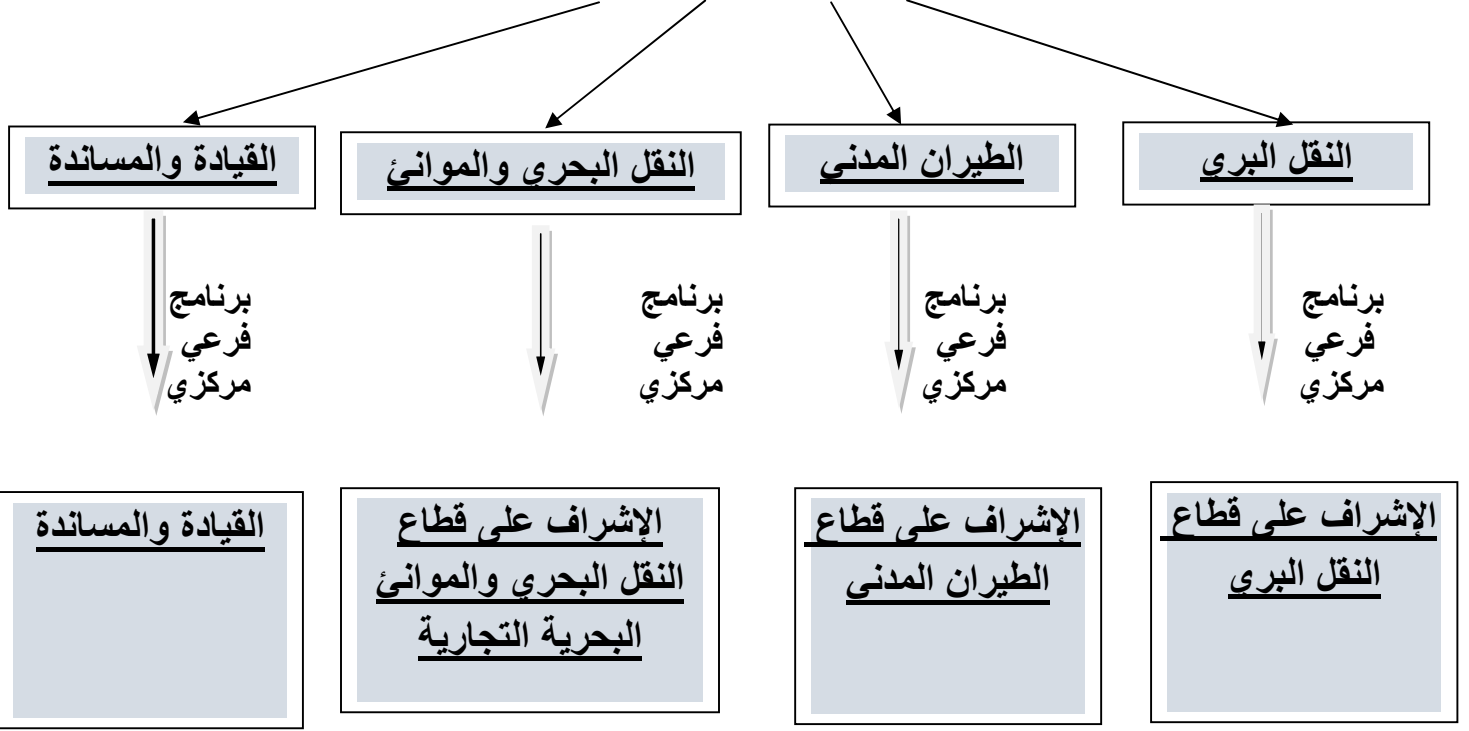 النقل البري
الطيران المدني
النقل البحري والموانئ
القيادة والمساندة
برنامج
فرعي
مركزي
برنامج
فرعي
مركزي
برنامج
فرعي
مركزي
برنامج
فرعي
مركزي
الإشراف على قطاع
النقل البري
الإشراف على قطاع
الطيران المدني
الإشراف على قطاع
النقل البحري والموانئ
البحرية التجارية
القيادة والمساندة